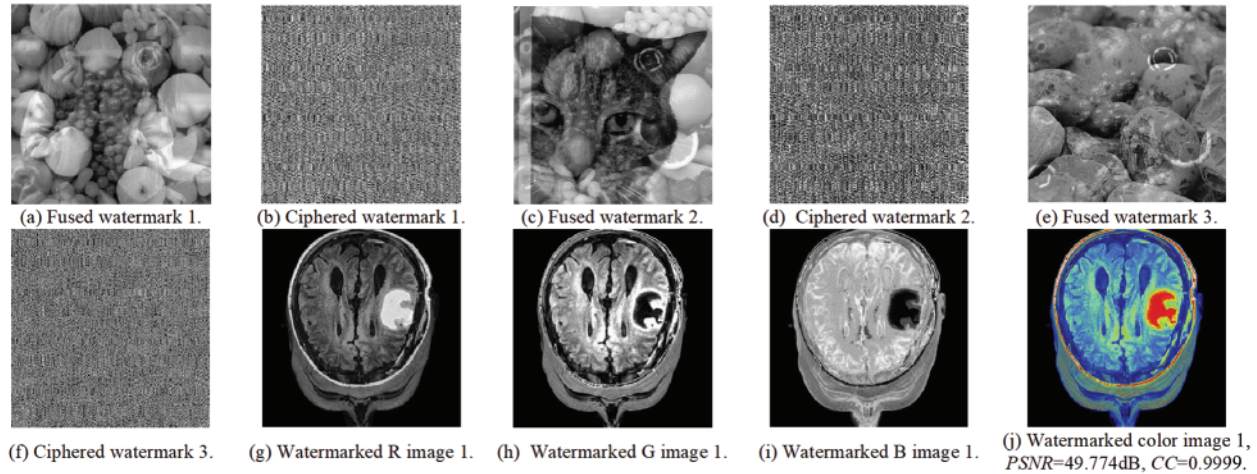 (a) Fused watermark 1.
(b) Ciphered watermark 1.
(c) Fused watermark 2.
(d) Ciphered watermark 2.
(e) Fused watermark 3.
(f) Ciphered watermark 3.
(g) Watermarked R image 1.
(h) Watermarked G image 1.
(i) Watermarked B image 1.
(j) Watermarked color image 1,
PSNR=49.774dB, CC=0.9999.